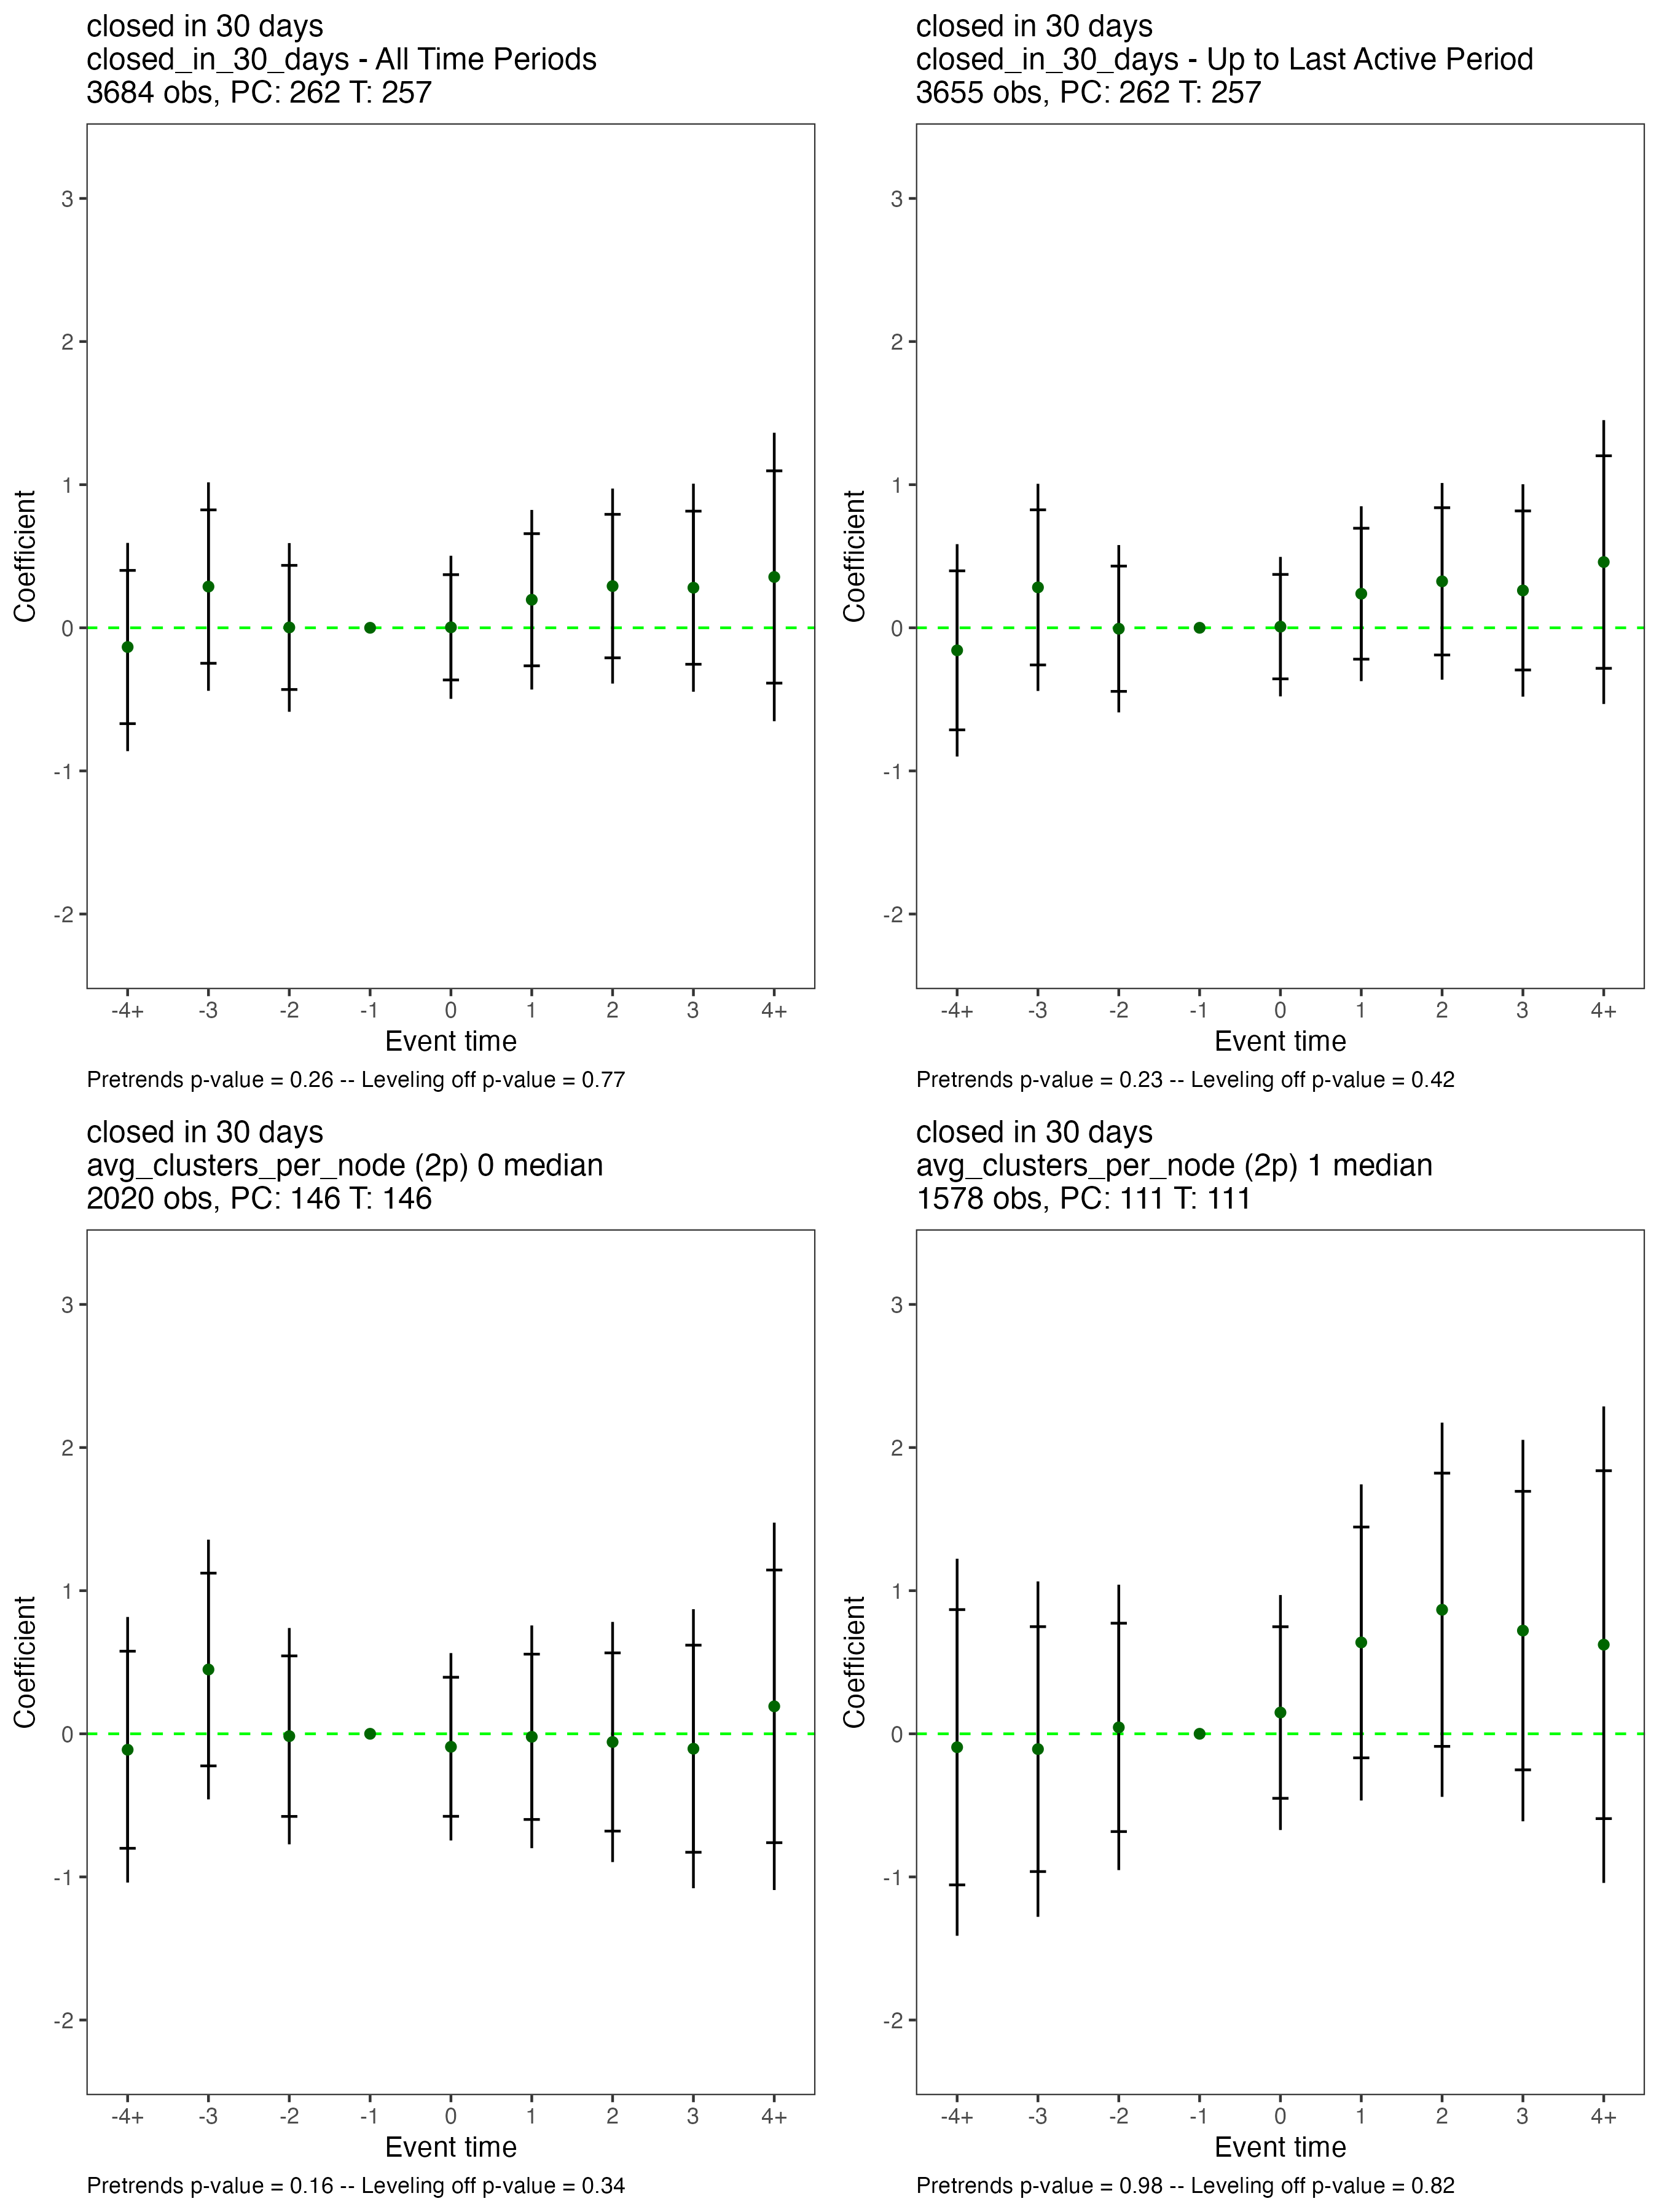 closed in 30 days
closed_in_30_days - All Time Periods
3684 obs, PC: 262 T: 257
Coefficient
3
2
1
0
-1
-2
-4+ -3 -2 -1 0 1 2 3 4+
Event time
Pretrends p-value = 0.26 -- Leveling off p-value = 0.77
closed in 30 days
closed_in_30_days - Up to Last Active Period
3655 obs, PC: 262 T: 257
Coefficient
3
2
1
0
-1
-2
-4+ -3 -2 -1 0 1 2 3 4+
Event time
Pretrends p-value = 0.23 -- Leveling off p-value = 0.42
closed in 30 days
avg_clusters_per_node (2p) 0 median
2020 obs, PC: 146 T: 146
Coefficient
3
2
1
0
-1
-2
-4+ -3 -2 -1 0 1 2 3 4+
Event time
Pretrends p-value = 0.16 -- Leveling off p-value = 0.34
closed in 30 days
avg_clusters_per_node (2p) 1 median
1578 obs, PC: 111 T: 111
Coefficient
3
2
1
0
-1
-2
-4+ -3 -2 -1 0 1 2 3 4+
Event time
Pretrends p-value = 0.98 -- Leveling off p-value = 0.82